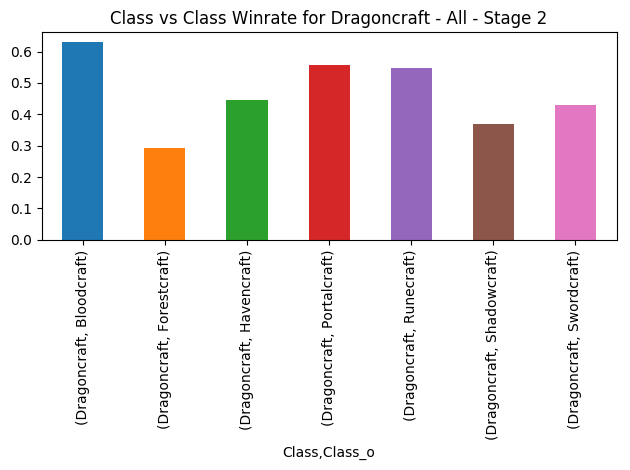 Class vs Class Winrate for Dragoncraft - All - Stage 2
0.6
0.5
0.4
0.3
0.2
0.1
0.0
(Dragoncraft, Bloodcraft)
(Dragoncraft, Forestcraft)
(Dragoncraft, Havencraft)
(Dragoncraft, Portalcraft)
(Dragoncraft, Runecraft)
(Dragoncraft, Shadowcraft)
(Dragoncraft, Swordcraft)
Class,Class_o